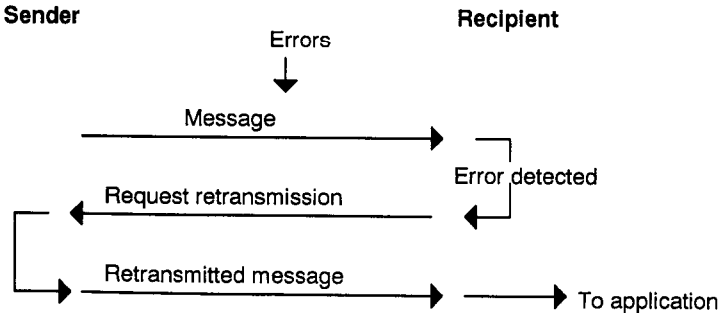 Sender
Recipient
Errors
Message
Error detected
Request retransmission
Retransmitted message
To application